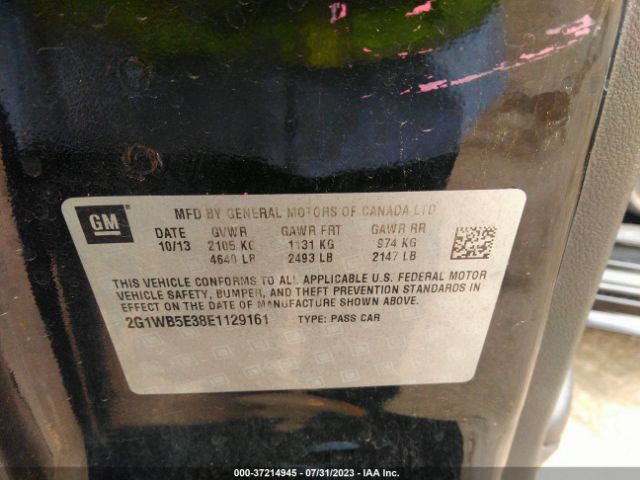 GM
MFD BY GENERAL MOTORS OF CANADA LTD
DATE GVWR GAWR FRT GAWR RR
10/13 2105 KG 1131 KG 974 KG
4640 LB 2493 LB 2147 LB
THIS VEHICLE CONFORMS TO ALL APPLICABLE U.S. FEDERAL MOTOR
VEHICLE SAFETY, BUMPER, AND THEFT PREVENTION STANDARDS IN
EFFECT ON THE DATE OF MANUFACTURE SHOWN ABOVE.
2G1WB5E38E1129161 TYPE: PASS CAR
000-37214945 - 07/31/2023 - IAA Inc.